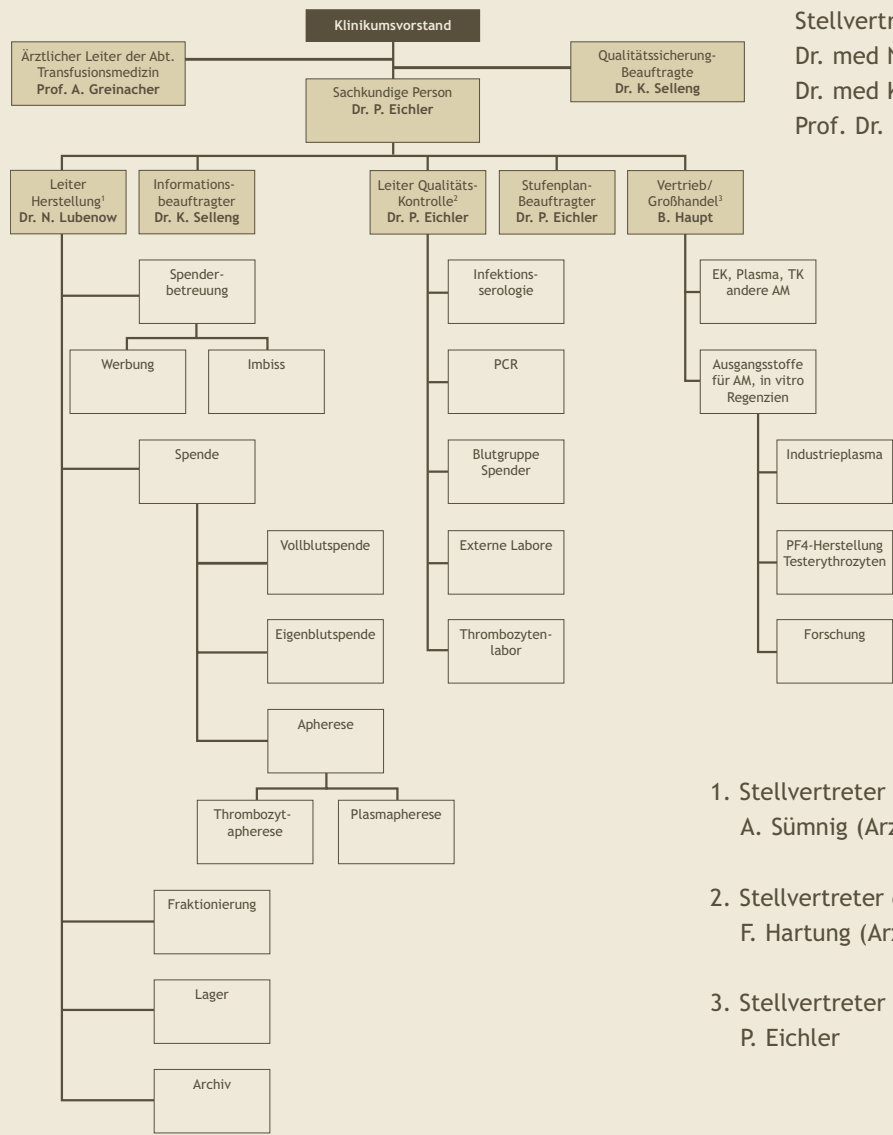 Klinikumsvorstand
Ärztlicher Leiter der Abt.
Transfusionsmedizin
Prof. A. Greinacher
Qualitätssicherung-
Beauftragte
Dr. K. Selleng
Sachkundige Person
Dr. P. Eichler
Dr. med
Dr. med
Prof. Dr.
Leiter
Herstellung¹
Dr. N. Lubenow
Informations-
beauftragter
Dr. K. Selleng
Leiter Qualitäts-
Kontrolle²
Dr. P. Eichler
Stufenplan-
Beauftragter
Dr. P. Eichler
Vertrieb/
Großhandel³
B. Haupt
Spender-
betreuung
Werbung
Imbiss
Spende
Vollblutspende
Eigenblutspende
Apherese
Thrombozyt-
apherese
Plasmapherese
Fraktionierung
Lager
Archiv
Infektions-
serologie
PCR
Blutgruppe
Spender
Externe Labore
Thrombozyten-
labor
EK, Plasma, TK
andere AM
Ausgangsstoffe
für AM, in vitro
Regenzien
Industrieplasma
PF4-Herstellung
Testerythrozyten
Forschung
1. Stellvertreter
A. Sümnig
2. Stellvertreter
F. Hartung
3. Stellvertreter
P. Eichler